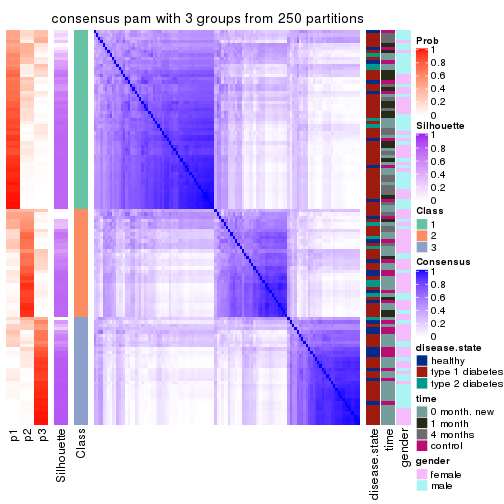 consensus pam with 3 groups from 250 partitions
Prob
1
0.8
0.6
0.4
0.2
0
Silhouette
1
0.8
0.6
0.4
0.2
0
Class
1
2
3
Consensus
1
0.8
0.6
0.4
0.2
0
disease.state
healthy
type 1 diabetes
type 2 diabetes
time
0 month, new
1 month
4 months
control
gender
female
male
p1
p2
p3
Silhouette
Class
disease.state
time
gender